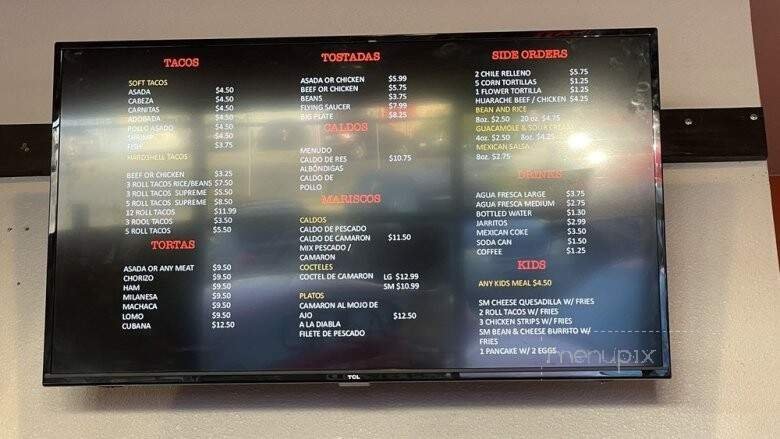 TACOS
SOFT TACOS
ASADA $4.50
CABEZA $4.50
CARNITAS $4.50
ADOBADA $4.50
POLLO ASADO $4.50
SHRIMP $4.50
FISH $3.75
HARDSHELL TACOS
BEEF OR CHICKEN $3.25
3 ROLL TACOS RICE/BEANS $7.50
3 ROLL TACOS SUPREME $5.50
5 ROLL TACOS SUPREME $8.50
12 ROLL TACOS $11.99
3 ROOL TACOS $3.50
5 ROLL TACOS $5.50
TORTAS
ASADA OR ANY MEAT $9.50
CHORIZO $9.50
HAM $9.50
MILANESA $9.50
MACHACA $9.50
LOMO $9.50
CUBANA $12.50
TOSTADAS
ASADA OR CHICKEN $5.99
BEEF OR CHICKEN $5.75
BEANS $3.75
FLYING SAUCER $7.99
BIG PLATE $8.25
CALDOS
MENUDO
CALDO DE RES $10.75
ALBÓNDIGAS
CALDO DE
POLLO
MARISCOS
CALDOS
CALDO DE PESCADO
CALDO DE CAMARON $11.50
MIX PESCADO /
CAMARON
COCTELES
COCTEL DE CAMARON LG $12.99
SM $10.99
PLATOS
CAMARON AL MOJO DE
AJO $12.50
A LA DIABLA
FILETE DE PESCADO
SIDE ORDERS
2 CHILE RELLENO $5.75
5 CORN TORTILLAS $1.25
1 FLOWER TORTILLA $1.25
HUARACHE BEEF / CHICKEN $4.25
BEAN AND RICE
8oz. $2.50 20 oz. $4.75
GUACAMOLE & SOUR CREAM
4oz. $2.50 8oz. $4.25
MEXICAN SALSA
8oz. $2.75
DRINKS
AGUA FRESCA LARGE $3.75
AGUA FRESCA MEDIUM $2.75
BOTTLED WATER $1.30
JARRITOS $2.99
MEXICAN COKE $3.50
SODA CAN $1.50
COFFEE $1.25
KIDS
ANY KIDS MEAL $4.50
SM CHEESE QUESADILLA W/ FRIES
2 ROLL TACOS W/ FRIES
3 CHICKEN STRIPS W/ FRIES
SM BEAN & CHEESE BURRITO W/
FRIES
1 PANCAKE W/ 2 EGGS
menupix
TCL